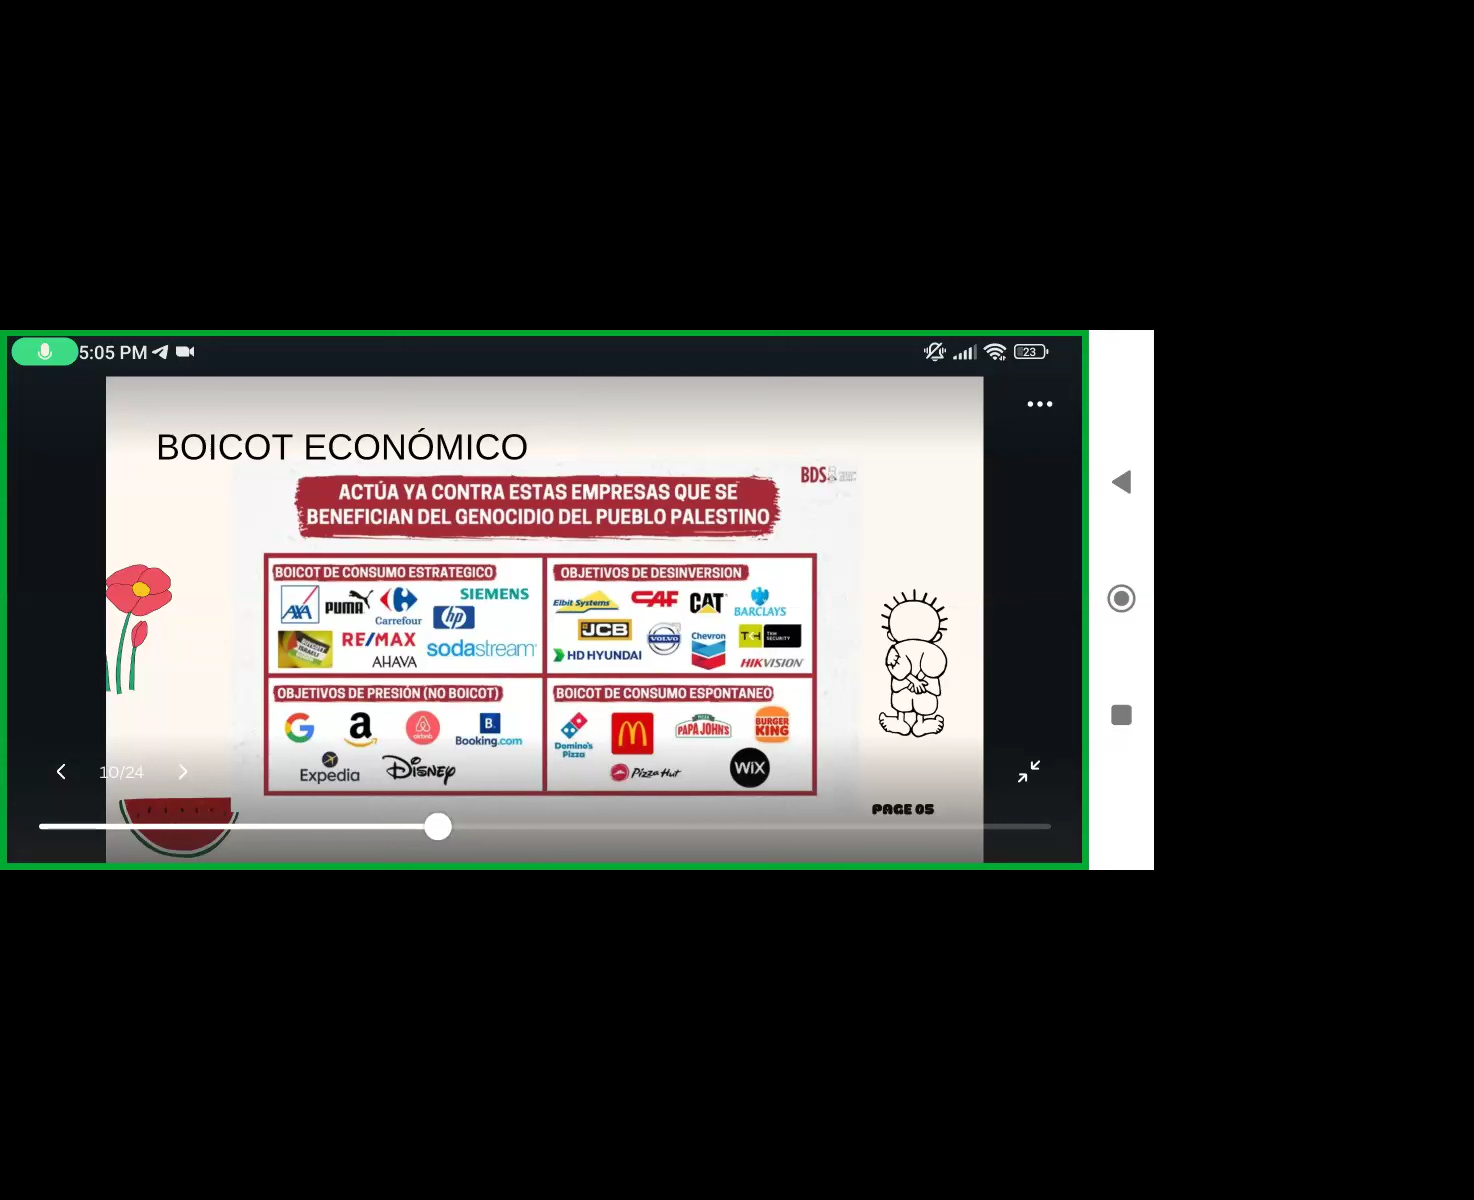 5:05 PM
23
BOICOT ECONÓMICO
BDS
ACTÚA YA CONTRA ESTAS EMPRESAS QUE SE
BENEFICIAN DEL GENOCIDIO DEL PUEBLO PALESTINO
BOICOT DE CONSUMO ESTRATEGICO
AXA
PUMA
Carrefour
SIEMENS
hp
RE/MAX
AHAVA
sodastream
OBJETIVOS DE DESINVERSION
Elbit Systems
CAF
CAT
BARCLAYS
JCB
VOLVO
Chevron
TKH SECURITY
HD HYUNDAI
HIKVISION
OBJETIVOS DE PRESIÓN (NO BOICOT)
G
a
airbnb
B.
Booking.com
Expedia
Disney
BOICOT DE CONSUMO ESPONTANEO
Domino's
Pizza
M
PAPA JOHN'S
BURGER
KING
Pizza Hut
WiX
10/24
PAGE 05